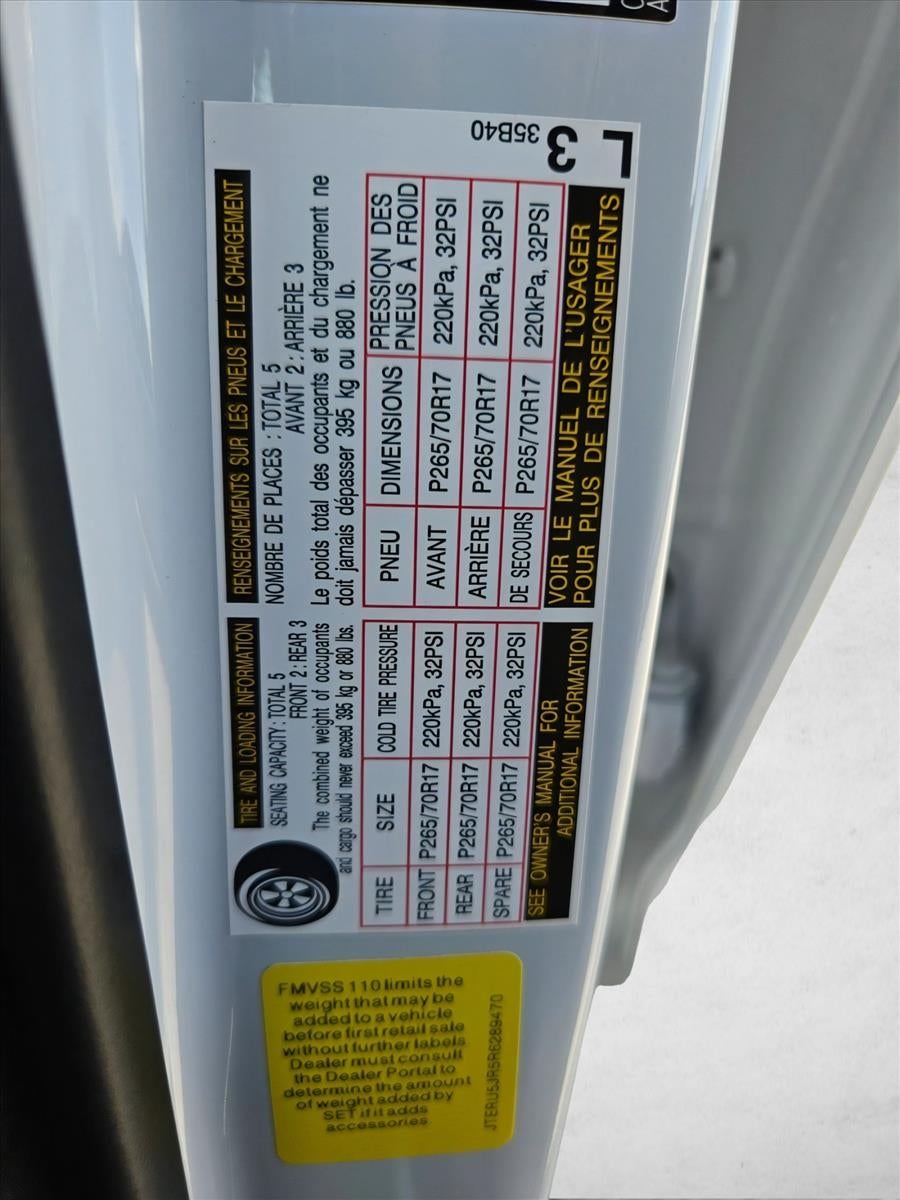 TIRE AND LOADING INFORMATION
SEATING CAPACITY: TOTAL 5
FRONT 2: REAR 3
The combined weight of occupants
and cargo should never exceed 395 kg or 880 lbs.
TIRE SIZE COLD TIRE PRESSURE
FRONT P265/70R17 220kPa, 32PSI
REAR P265/70R17 220kPa, 32PSI
SPARE P265/70R17 220kPa, 32PSI
SEE OWNER'S MANUAL FOR
ADDITIONAL INFORMATION
RENSEIGNEMENTS SUR LES PNEUS ET LE CHARGEMENT
NOMBRE DE PLACES : TOTAL 5
AVANT 2 : ARRIÈRE 3
Le poids total des occupants et du chargement ne
doit jamais dépasser 395 kg ou 880 lb.
PNEU DIMENSIONS PRESSION DES
PNEUS À FROID
AVANT P265/70R17 220kPa, 32PSI
ARRIÈRE P265/70R17 220kPa, 32PSI
DE SECOURS P265/70R17 220kPa, 32PSI
VOIR LE MANUEL DE L'USAGER
POUR PLUS DE RENSEIGNEMENTS
35B40
3
L
FMVSS 110 limits the
weight that may be
added to a vehicle
before first retail sale
without further labels
Dealer must consult
the Dealer Portal to
determine the amount
of weight added by
SET if it adds
accessories
JTERU5JR5R6289470